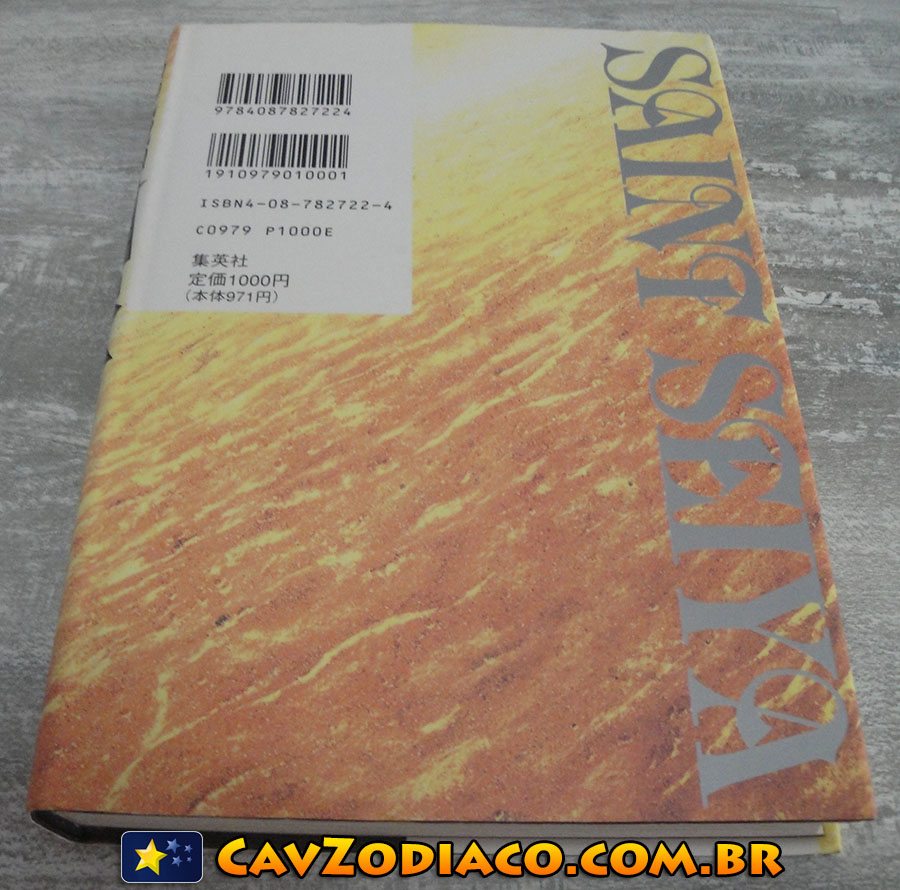 9784087827224
1910979010001
ISBN4-08-782722-4
C0979 P1000E
集英社
定価1000円
(本体971円)
SAINT SEIYA
CavZodiaco.com.br